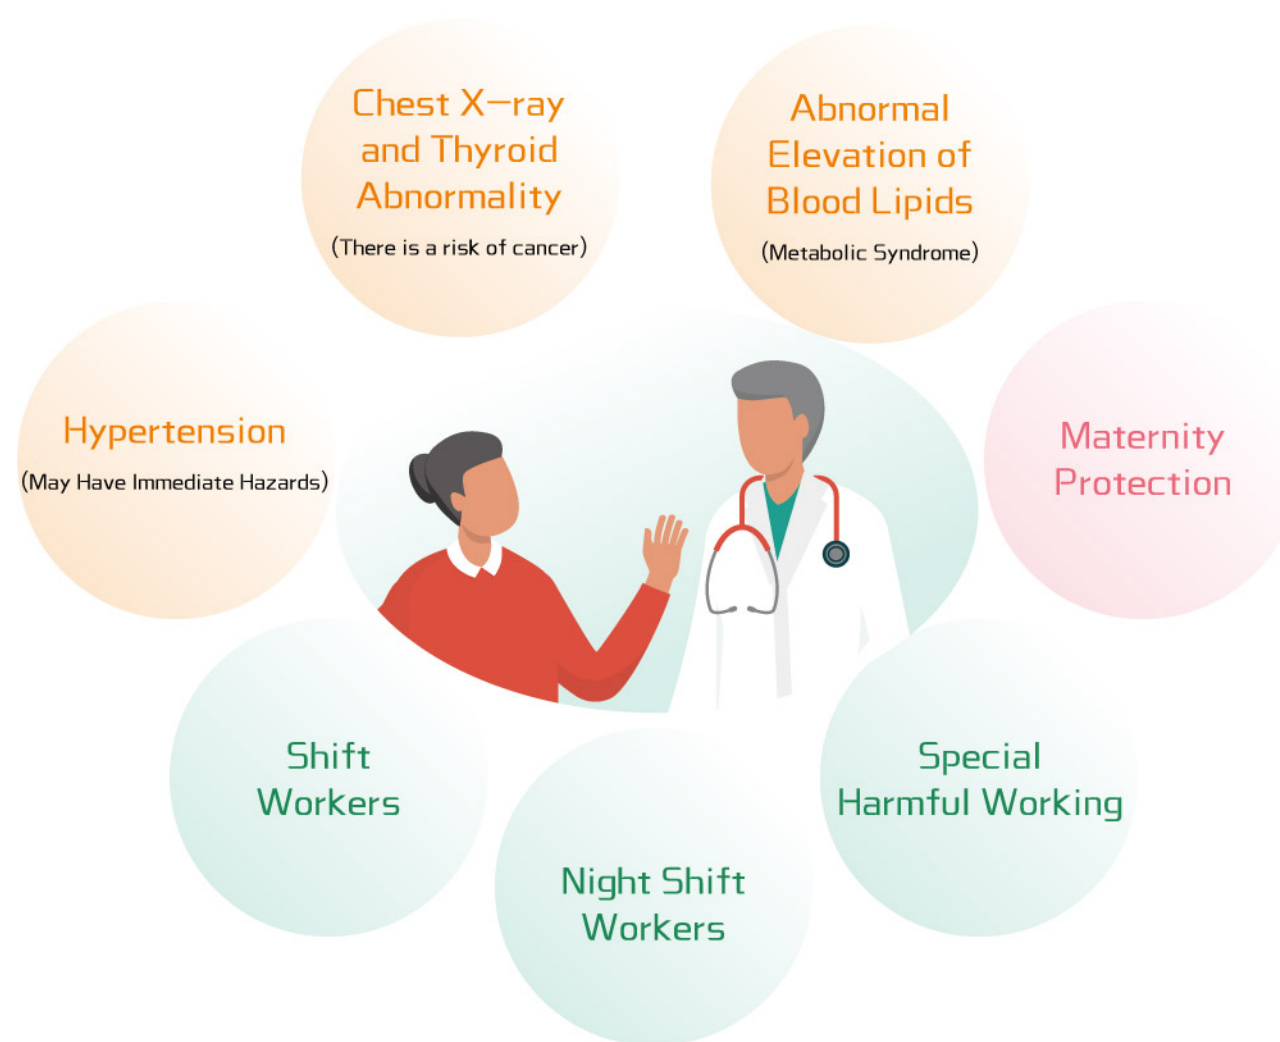 Chest X—ray
and Thyroid
Abnormality
(There is a risk of cancer)
Abnormal
Elevation of
Blood Lipids
(Metabolic Syndrome)
Hypertension
(May Have Immediate Hazards)
Maternity
Protection
Shift
Workers
Special
Harmful Working
Night Shift
Workers